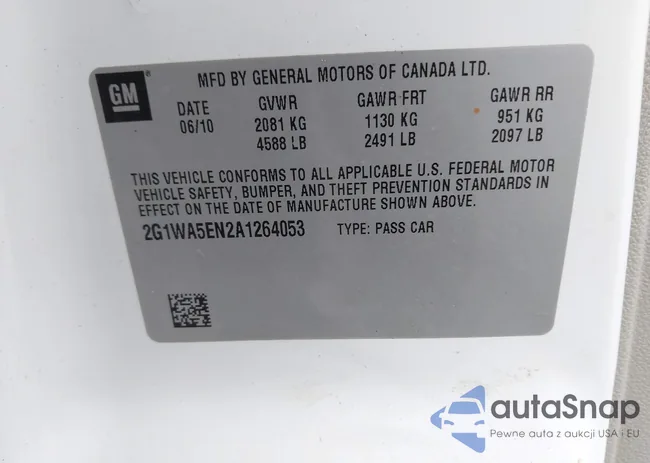 GM
MFD BY GENERAL MOTORS OF CANADA LTD.
DATE GVWR GAWR FRT GAWR RR
06/10 2081 KG 1130 KG 951 KG
4588 LB 2491 LB 2097 LB
THIS VEHICLE CONFORMS TO ALL APPLICABLE U.S. FEDERAL MOTOR
VEHICLE SAFETY, BUMPER, AND THEFT PREVENTION STANDARDS IN
EFFECT ON THE DATE OF MANUFACTURE SHOWN ABOVE.
2G1WA5EN2A1264053 TYPE: PASS CAR
autaSnap
Pewne auta z aukcji USA i EU